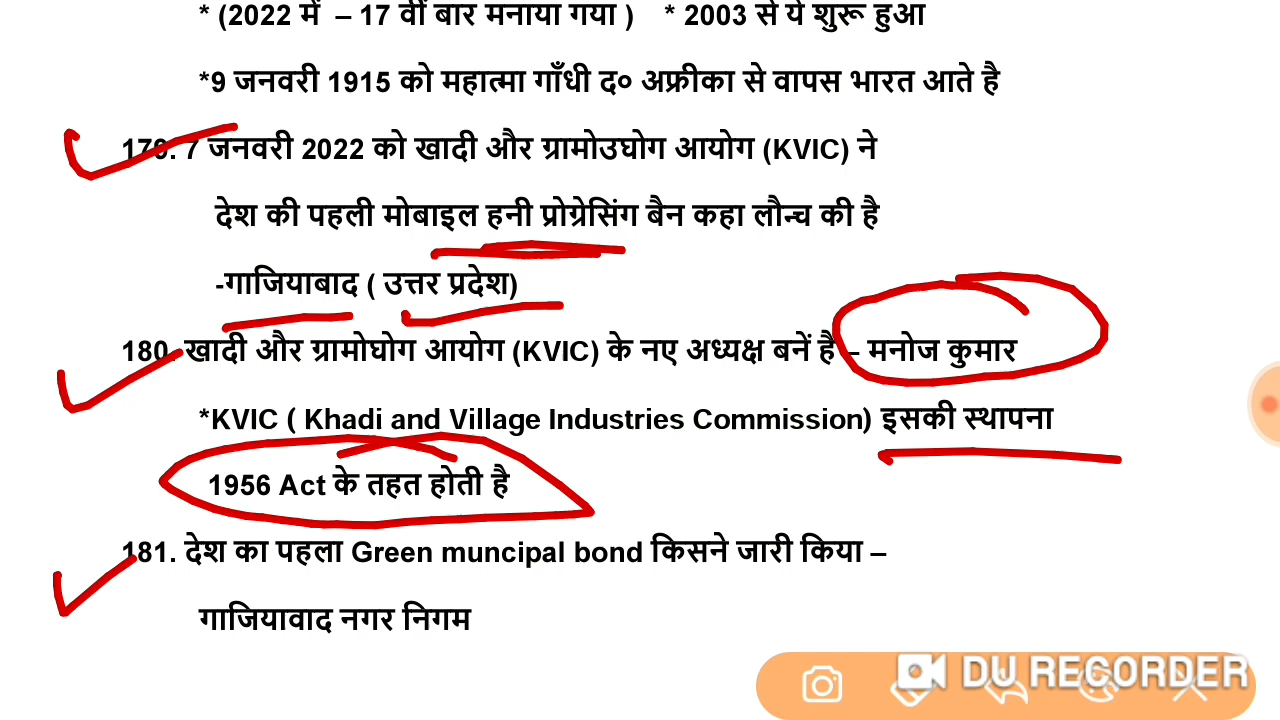 * (2022 में – 17 वीं बार मनाया गया ) * 2003 से ये शुरू हुआ
*9 जनवरी 1915 को महात्मा गाँधी द० अफ्रीका से वापस भारत आते है
179. 7 जनवरी 2022 को खादी और ग्रामोउघोग आयोग (KVIC) ने
देश की पहली मोबाइल हनी प्रोग्रेसिंग बैन कहा लौन्च की है
-गाजियाबाद ( उत्तर प्रदेश)
180. खादी और ग्रामोघोग आयोग (KVIC) के नए अध्यक्ष बनें है – मनोज कुमार
*KVIC ( Khadi and Village Industries Commission) इसकी स्थापना
1956 Act के तहत होती है
181. देश का पहला Green muncipal bond किसने जारी किया –
गाजियावाद नगर निगम
DU RECORDER